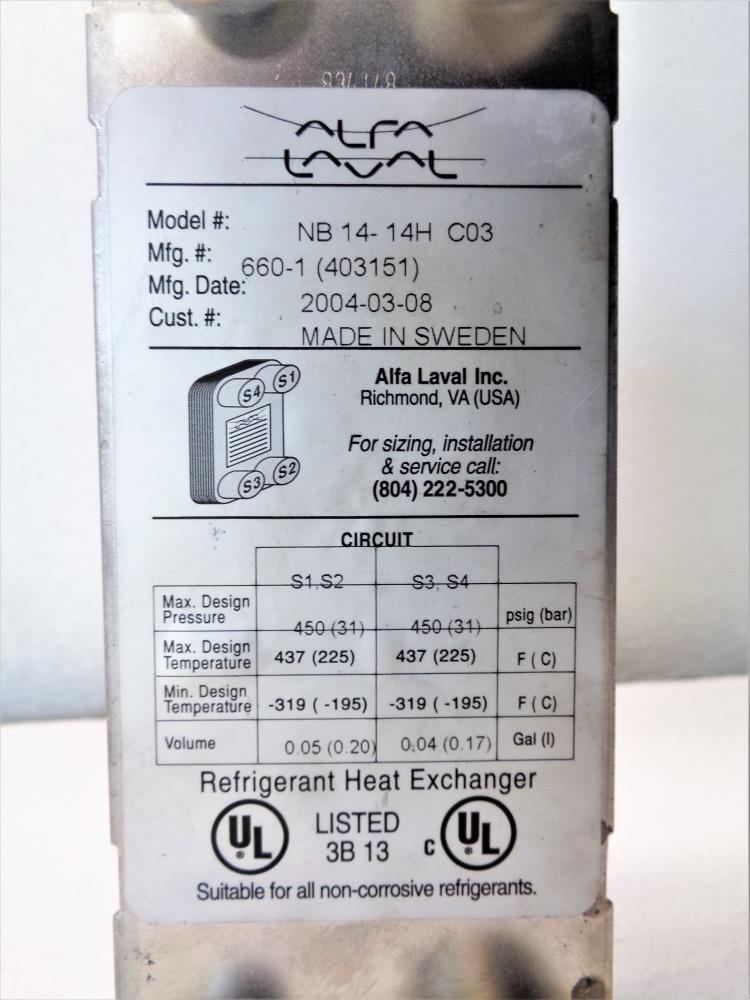 ALFA
LAVAL
Model #: NB 14- 14H C03
Mfg. #: 660-1 (403151)
Mfg. Date: 2004-03-08
Cust. #: MADE IN SWEDEN
S4 S1
S3 S2
Alfa Laval Inc.
Richmond, VA (USA)
For sizing, installation
& service call:
(804) 222-5300
CIRCUIT
S1,S2 S3, S4
Max. Design
Pressure 450 (31) 450 (31) psig (bar)
Max. Design
Temperature 437 (225) 437 (225) F ( C)
Min. Design
Temperature -319 ( -195) -319 ( -195) F ( C)
Volume 0.05 (0.20) 0.04 (0.17) Gal (l)
Refrigerant Heat Exchanger
UL ® LISTED C UL ®
3B 13
Suitable for all non-corrosive refrigerants.